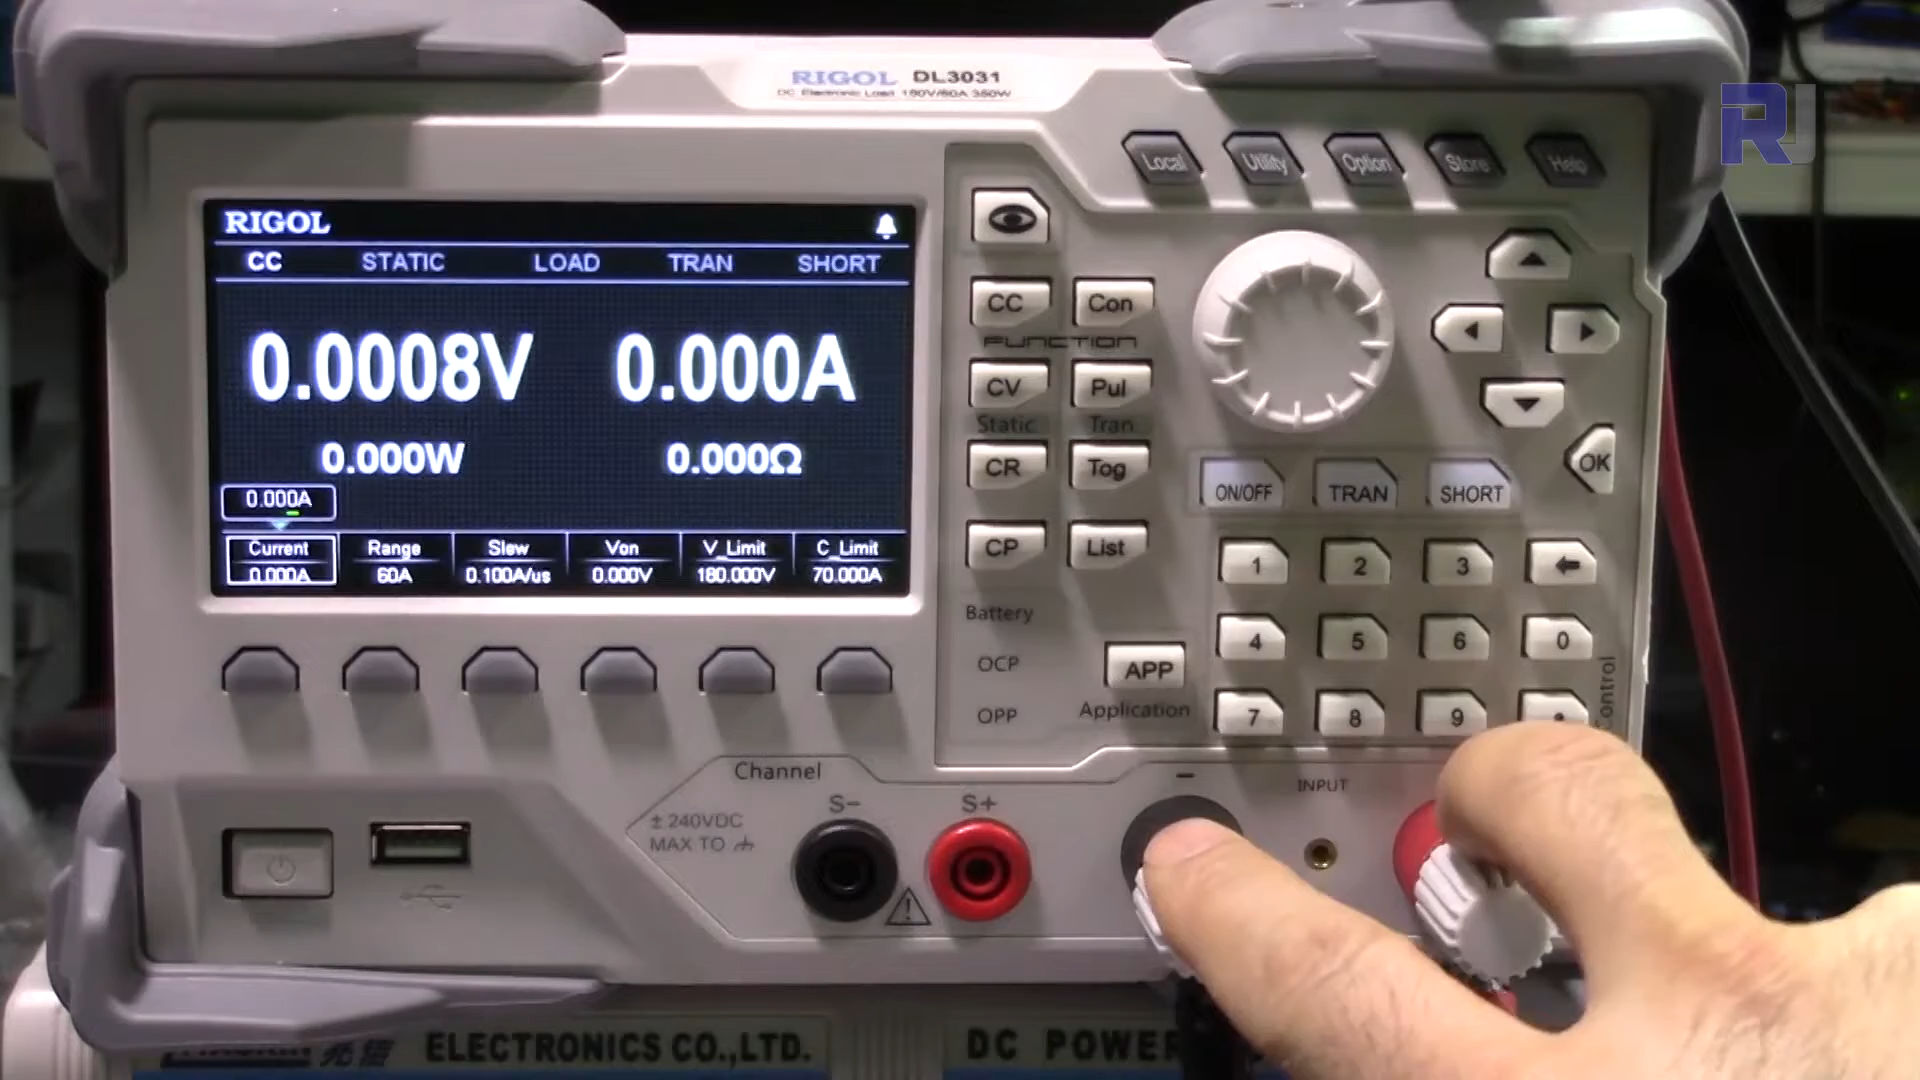 RIGOL DL3031
DC Electronic Load 150V/60A 350W
RJ
Local Utility Option Store Help
RIGOL
CC STATIC LOAD TRAN SHORT
0.0008V 0.000A
0.000W 0.000Ω
0.000A
Current Range Slew Von V_Limit C_Limit
0.000A 60A 0.100A/us 0.000V 180.000V 70.000A
CC Con
FUNCTION
CV Pul
Static Tran
CR Tog
CP List
Battery
OCP
OPP
APP
Application
OK
ON/OFF TRAN SHORT
1 2 3
4 5 6 0
7 8 9
Control
Channel
S- S+
± 240VDC
MAX TO
−
INPUT
ELECTRONICS CO.,LTD.
DC POWER